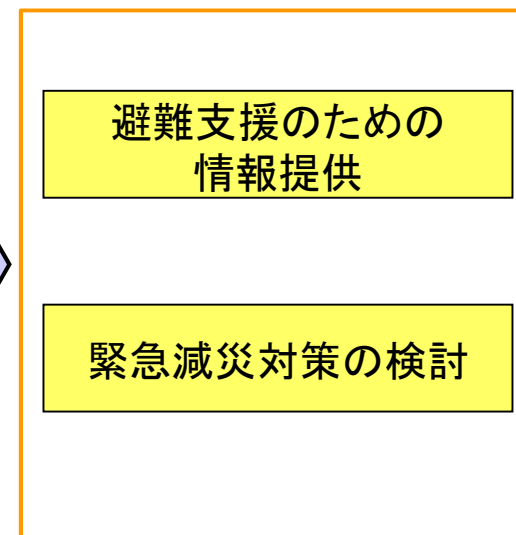 避難支援のための
情報提供
緊急減災対策の検討